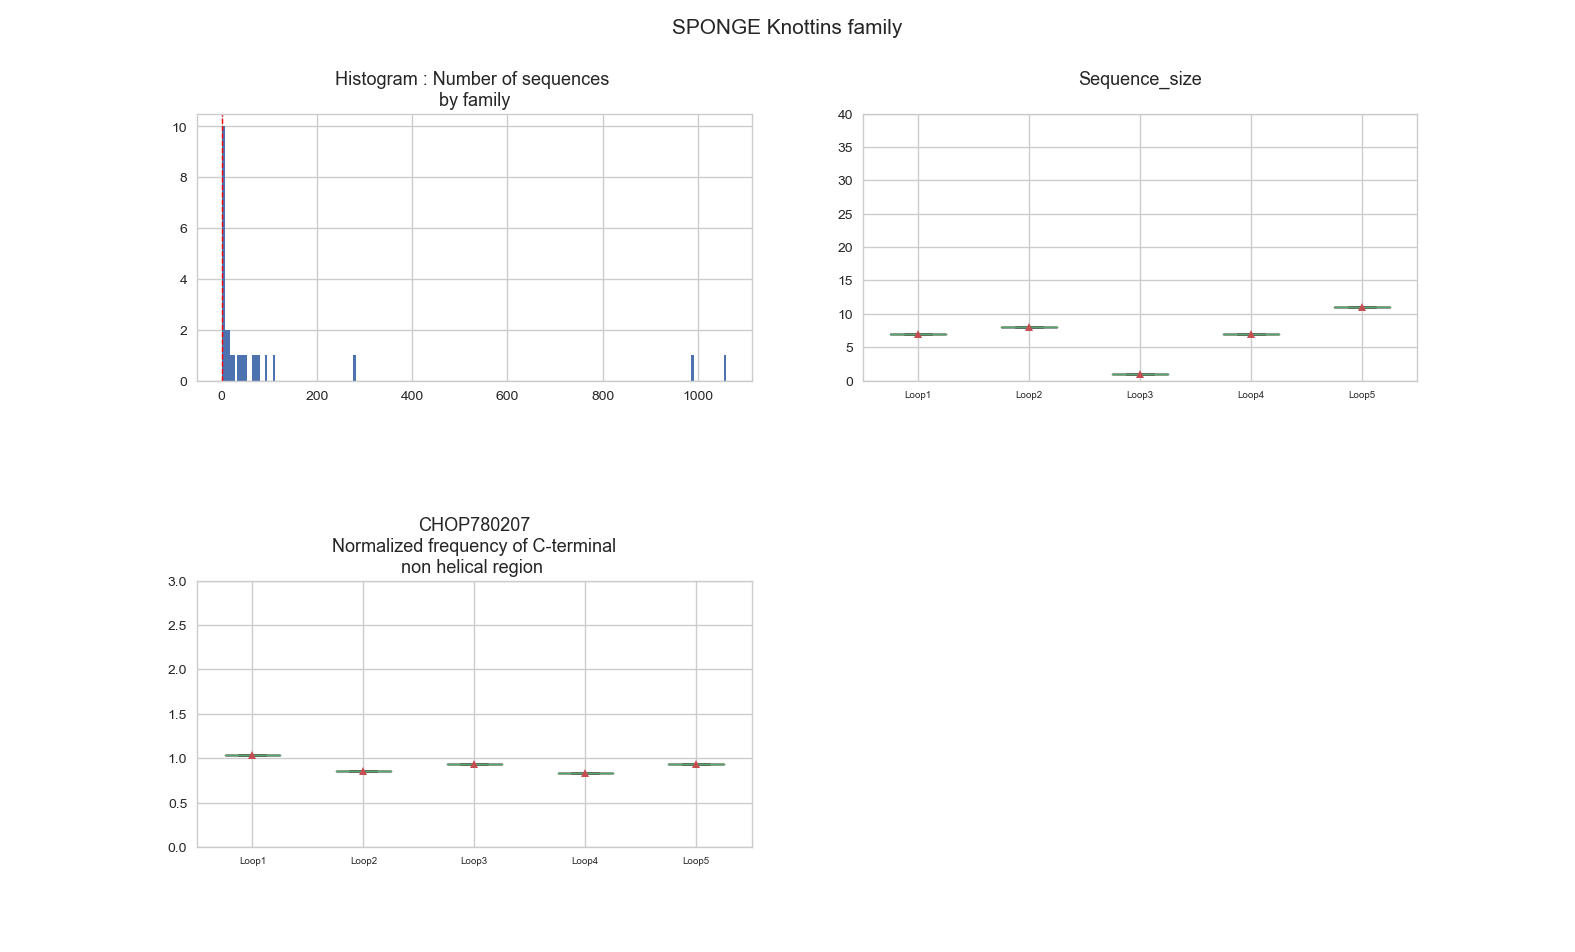 SPONGE Knottins family
Histogram : Number of sequences
by family
10
8
6
4
2
0
0 200 400 600 800 1000
Sequence_size
40
35
30
25
20
15
10
5
0
Loop1 Loop2 Loop3 Loop4 Loop5
CHOP780207
Normalized frequency of C-terminal
non helical region
3.0
2.5
2.0
1.5
1.0
0.5
0.0
Loop1 Loop2 Loop3 Loop4 Loop5